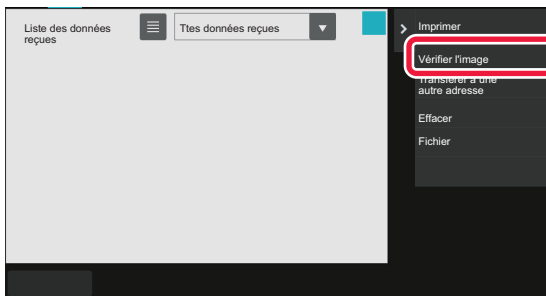 Liste des données
reçues
Ttes données reçues
Imprimer
Vérifier l'image
Transférer à une
autre adresse
Effacer
Fichier